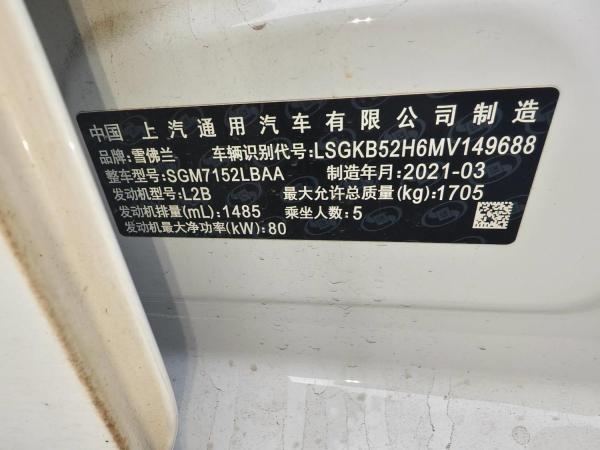 中国 上汽通用汽车有限公司制造
品牌:雪佛兰 车辆识别代号:LSGKB52H6MV149688
整车型号:SGM7152LBAA 制造年月:2021-03
发动机型号:L2B 最大允许总质量(kg):1705
发动机排量(mL):1485 乘坐人数:5
发动机最大净功率(kW):80